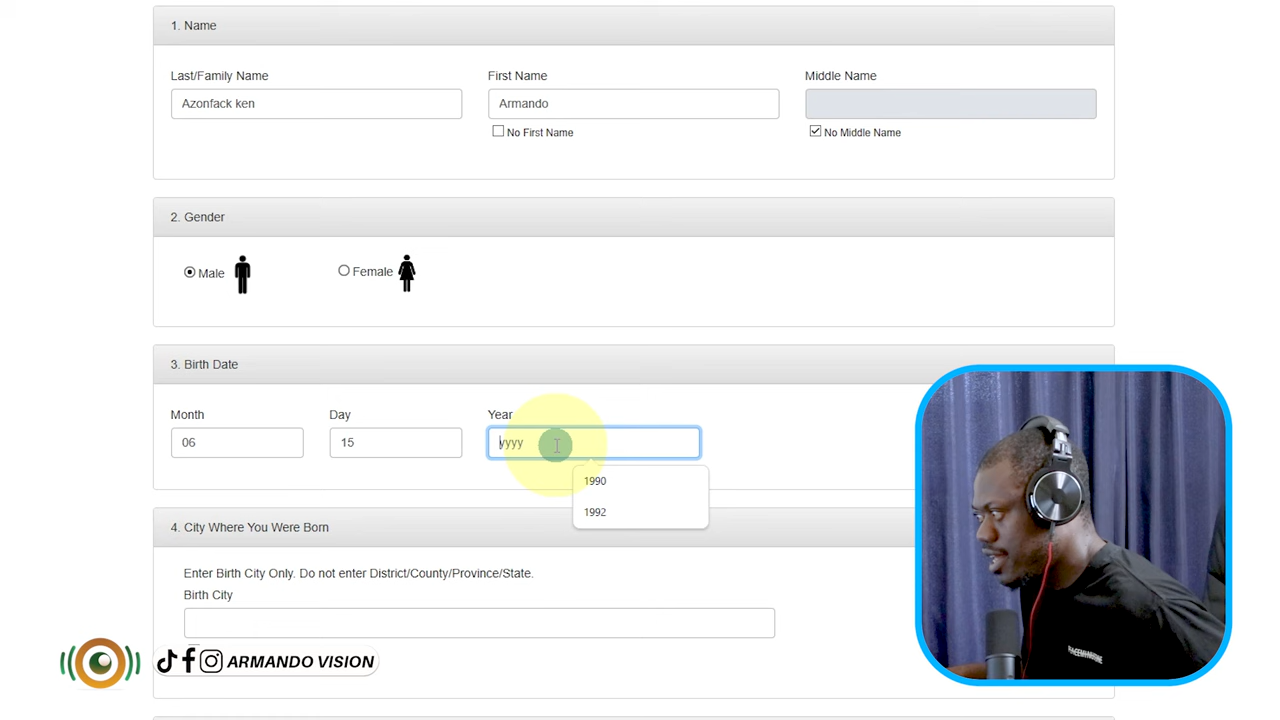 1. Name
Last/Family Name First Name Middle Name
Azonfack ken Armando
No First Name No Middle Name
2. Gender
Male Female
3. Birth Date
Month Day Year
06 15 yyyy
1990
1992
4. City Where You Were Born
Enter Birth City Only. Do not enter District/County/Province/State.
Birth City
ARMANDO VISION